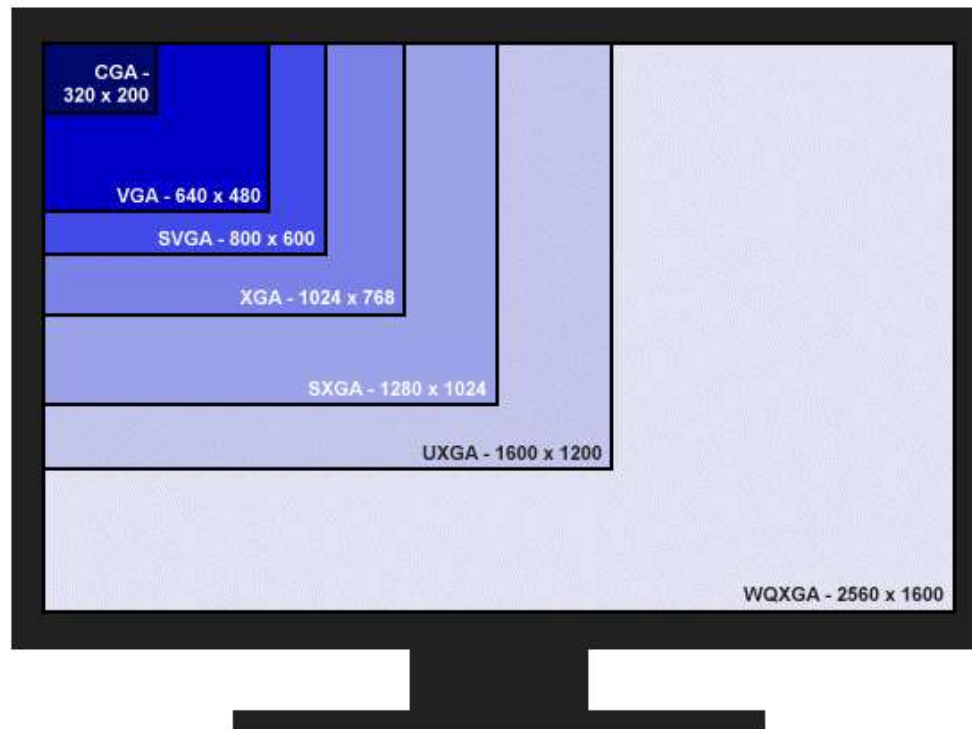 CGA -
320 x 200
VGA - 640 x 480
SVGA - 800 x 600
XGA - 1024 x 768
SXGA - 1280 x 1024
UXGA - 1600 x 1200
WQXGA - 2560 x 1600